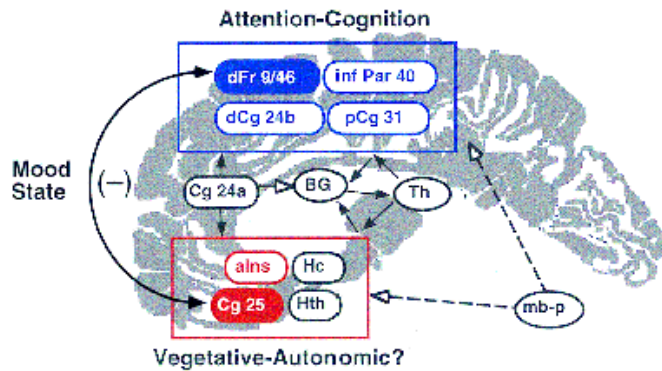 Attention-Cognition
dFr 9/46 inf Par 40
dCg 24b pCg 31
Mood
State
(–)
Cg 24a BG Th
aIns Hc
Cg 25 Hth
mb-p
Vegetative-Autonomic?